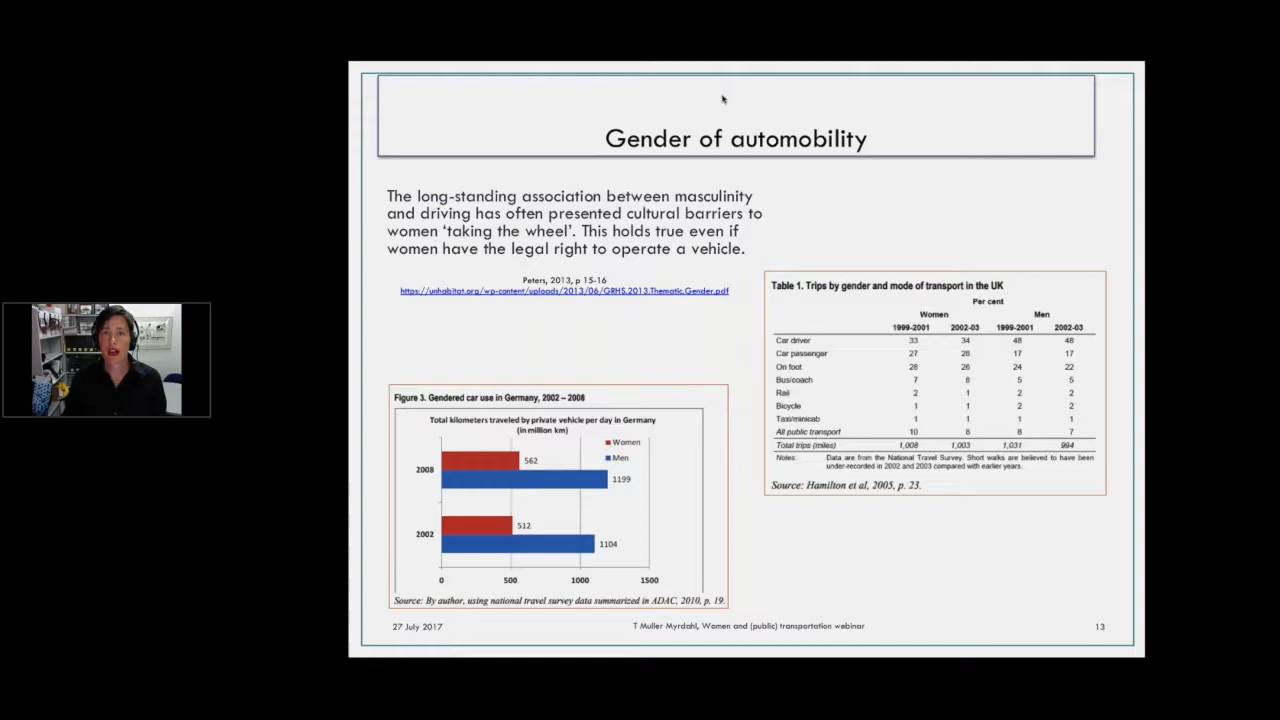 Gender of automobility
The long-standing association between masculinity
and driving has often presented cultural barriers to
women ‘taking the wheel’. This holds true even if
women have the legal right to operate a vehicle.
Peters, 2013, p 15-16
https://unhabitat.org/wp-content/uploads/2013/06/GRHS.2013.Thematic.Gender.pdf
Table 1. Trips by gender and mode of transport in the UK
Per cent
Women Men
1999-2001 2002-03 1999-2001 2002-03
Car driver 33 34 48 48
Car passenger 27 28 17 17
On foot 28 26 24 22
Bus/coach 7 8 5 5
Rail 2 1 2 2
Bicycle 1 1 2 2
Taxi/minicab 1 1 1 1
All public transport 10 8 8 7
Total trips (miles) 1,008 1,003 1,031 994
Notes: Data are from the National Travel Survey. Short walks are believed to have been
under-recorded in 2002 and 2003 compared with earlier years.
Source: Hamilton et al, 2005, p. 23.
Figure 3. Gendered car use in Germany, 2002 – 2008
Total kilometers traveled by private vehicle per day in Germany
(in million km)
Women
Men
2008
562
1199
2002
512
1104
0 500 1000 1500
Source: By author, using national travel survey data summarized in ADAC, 2010, p. 19.
27 July 2017 T Muller Myrdahl, Women and (public) transportation webinar 13